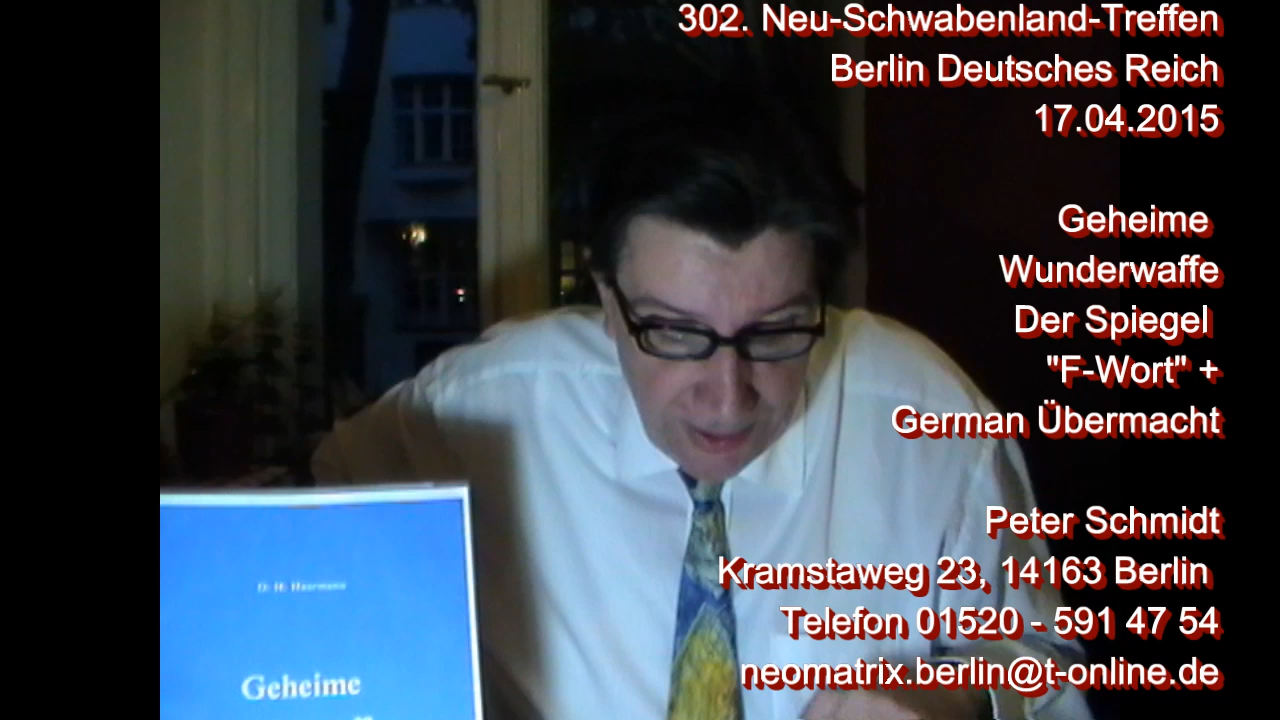 302. Neu-Schwabenland-Treffen
Berlin Deutsches Reich
17.04.2015
Geheime
Wunderwaffe
Der Spiegel
"F-Wort" +
German Übermacht
Peter Schmidt
Kramstaweg 23, 14163 Berlin
Telefon 01520 - 591 47 54
neomatrix.berlin@t-online.de
D. H. Haarmann
Geheime